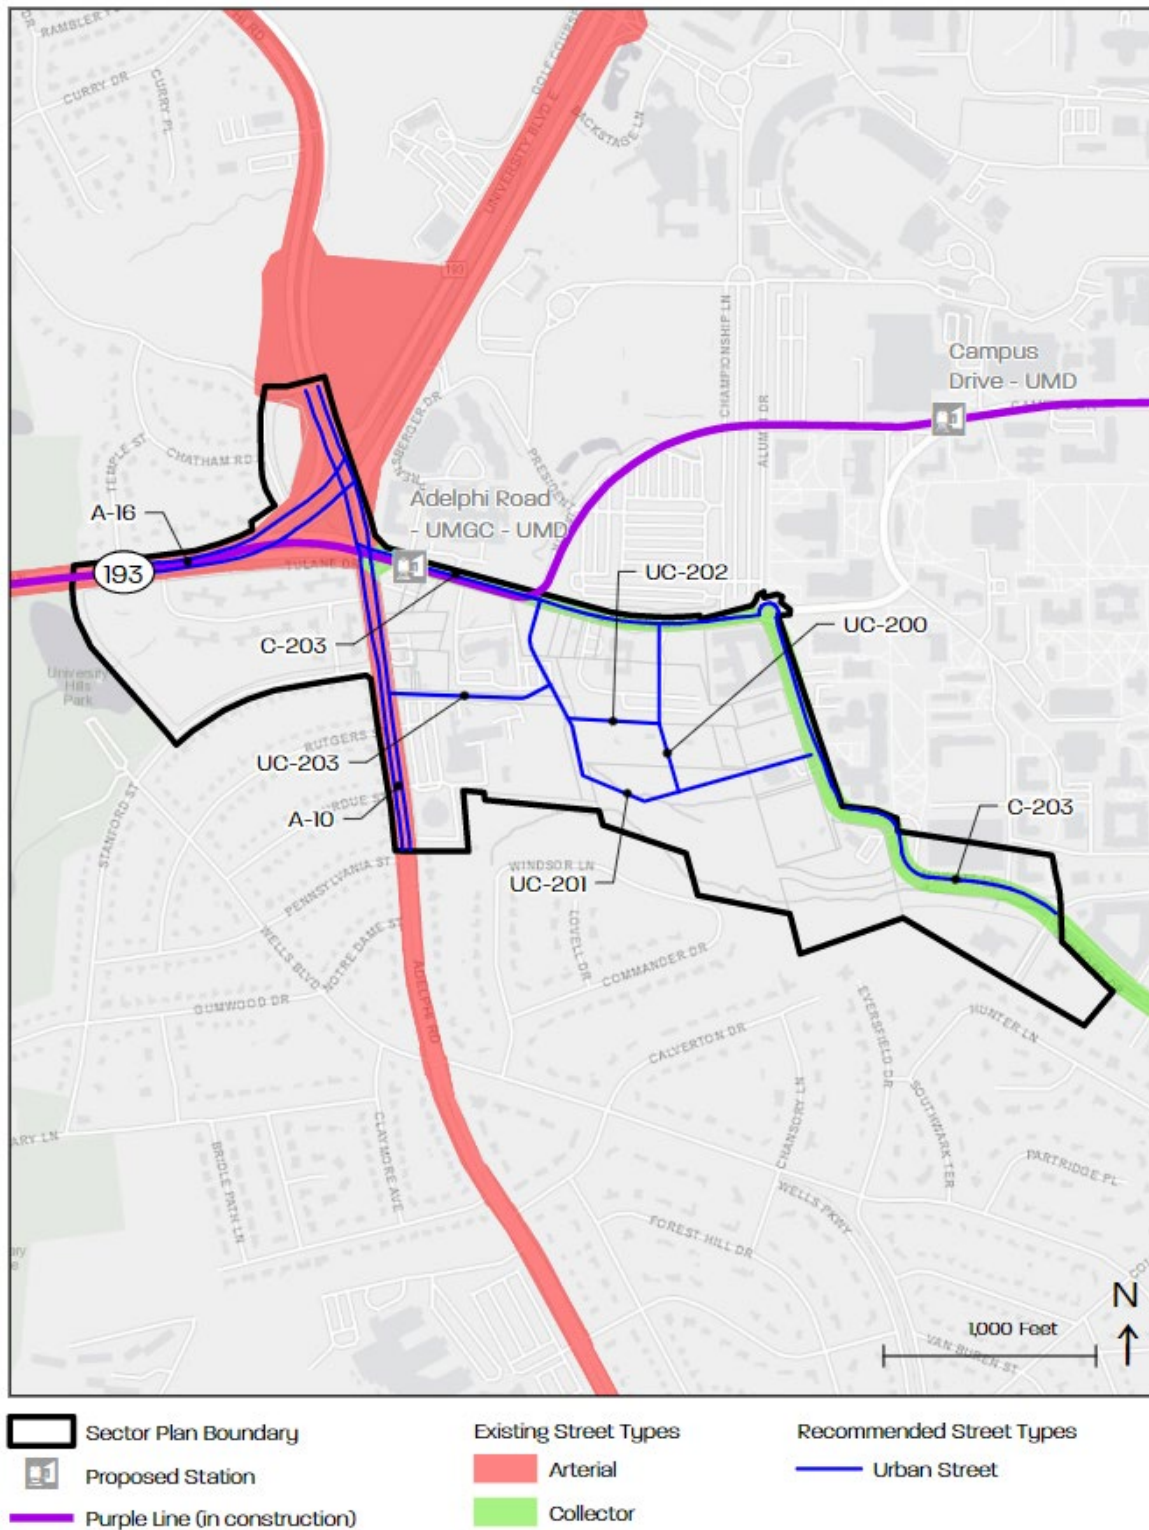 RAMBLER
CURRY DR
CURRY PL
GOLF COURSE
UNIVERSITY BLVD E
BACKSTAGE LN
193
CHAMPIONSHIP LN
Campus
Drive - UMD
TEMPLE ST
CHATHAM RD
PRESIDENT
Adelphi Road
- UMGC - UMD
A-16
193
TULANE DR
UC-202
UC-200
C-203
University
Hills
Park
RUTGERS
UC-203
A-10
STANFORD ST
C-203
WINDSOR LN
UC-201
PENNSYLVANIA ST
LOVELL DR
WELLS BLVD
NOTRE DAME ST
COMMANDER DR
ADELPHI RD
GUMWOOD DR
EVERSFIELD DR
HUNTER LN
CALVERTON DR
SOUTHWARK TER
CHANSORY LN
ARY LN
CLAYMORE AVE
BRIDLE PATH LN
PARTRIDGE PL
WELLS PKWY
FOREST HILL DR
N
1,000 Feet
VAN BUREN ST
Sector Plan Boundary
Proposed Station
Purple Line (in construction)
Existing Street Types
Arterial
Collector
Recommended Street Types
Urban Street